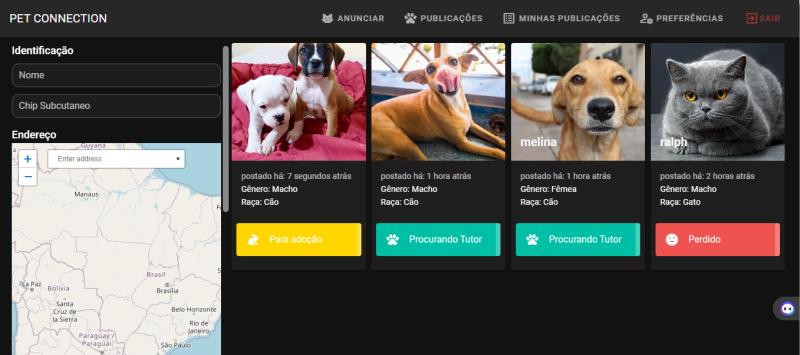 PET CONNECTION
ANUNCIAR
PUBLICAÇÕES
MINHAS PUBLICAÇÕES
PREFERÊNCIAS
SAIR
Identificação
Nome
Chip Subcutaneo
Endereço
+
−
Enter address
×
Guyana
Manaus
Brasil
Brasília
La Paz
Bolivia
Santa
Cruz de
la Sierra
Belo Horizonte
Rio de
Janeiro
Paraguay /
Paraguái
São Paulo
postado há: 7 segundos atrás
Gênero: Macho
Raça: Cão
Para adoção
postado há: 1 hora atrás
Gênero: Macho
Raça: Cão
Procurando Tutor
melina
postado há: 1 hora atrás
Gênero: Fêmea
Raça: Cão
Procurando Tutor
ralph
postado há: 2 horas atrás
Gênero: Macho
Raça: Gato
Perdido